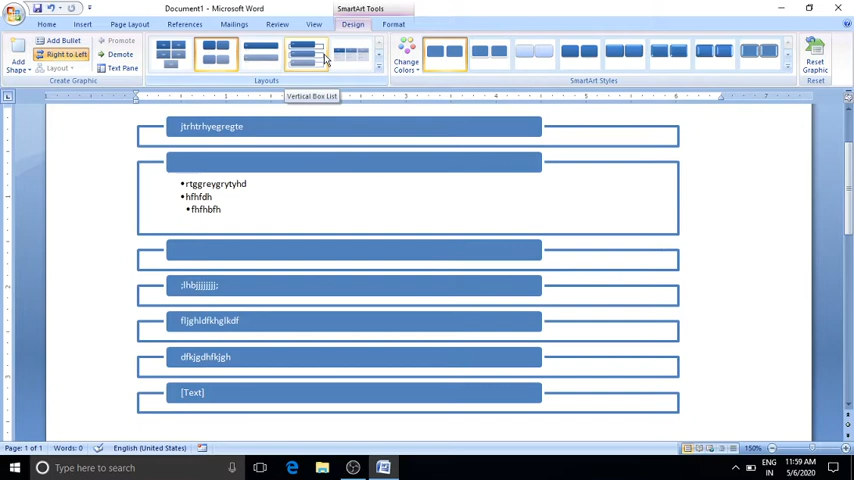 Document1 - Microsoft Word
SmartArt Tools
Home Insert Page Layout References Mailings Review View Design Format
Add Shape
Add Bullet
Right to Left
Layout
Promote
Demote
Text Pane
Change Colors
Reset Graphic
Create Graphic Layouts SmartArt Styles Reset
Vertical Box List
jtrhtrhyegregte
•rtggreygrytyhd
•hfhfdh
•fhfhbfh
;lhbjjjjjjjj;
fljghldfkhglkdf
dfkjgdhfkjgh
[Text]
Page: 1 of 1 Words: 0 English (United States) 150%
Type here to search
ENG
IN
11:59 AM
5/6/2020